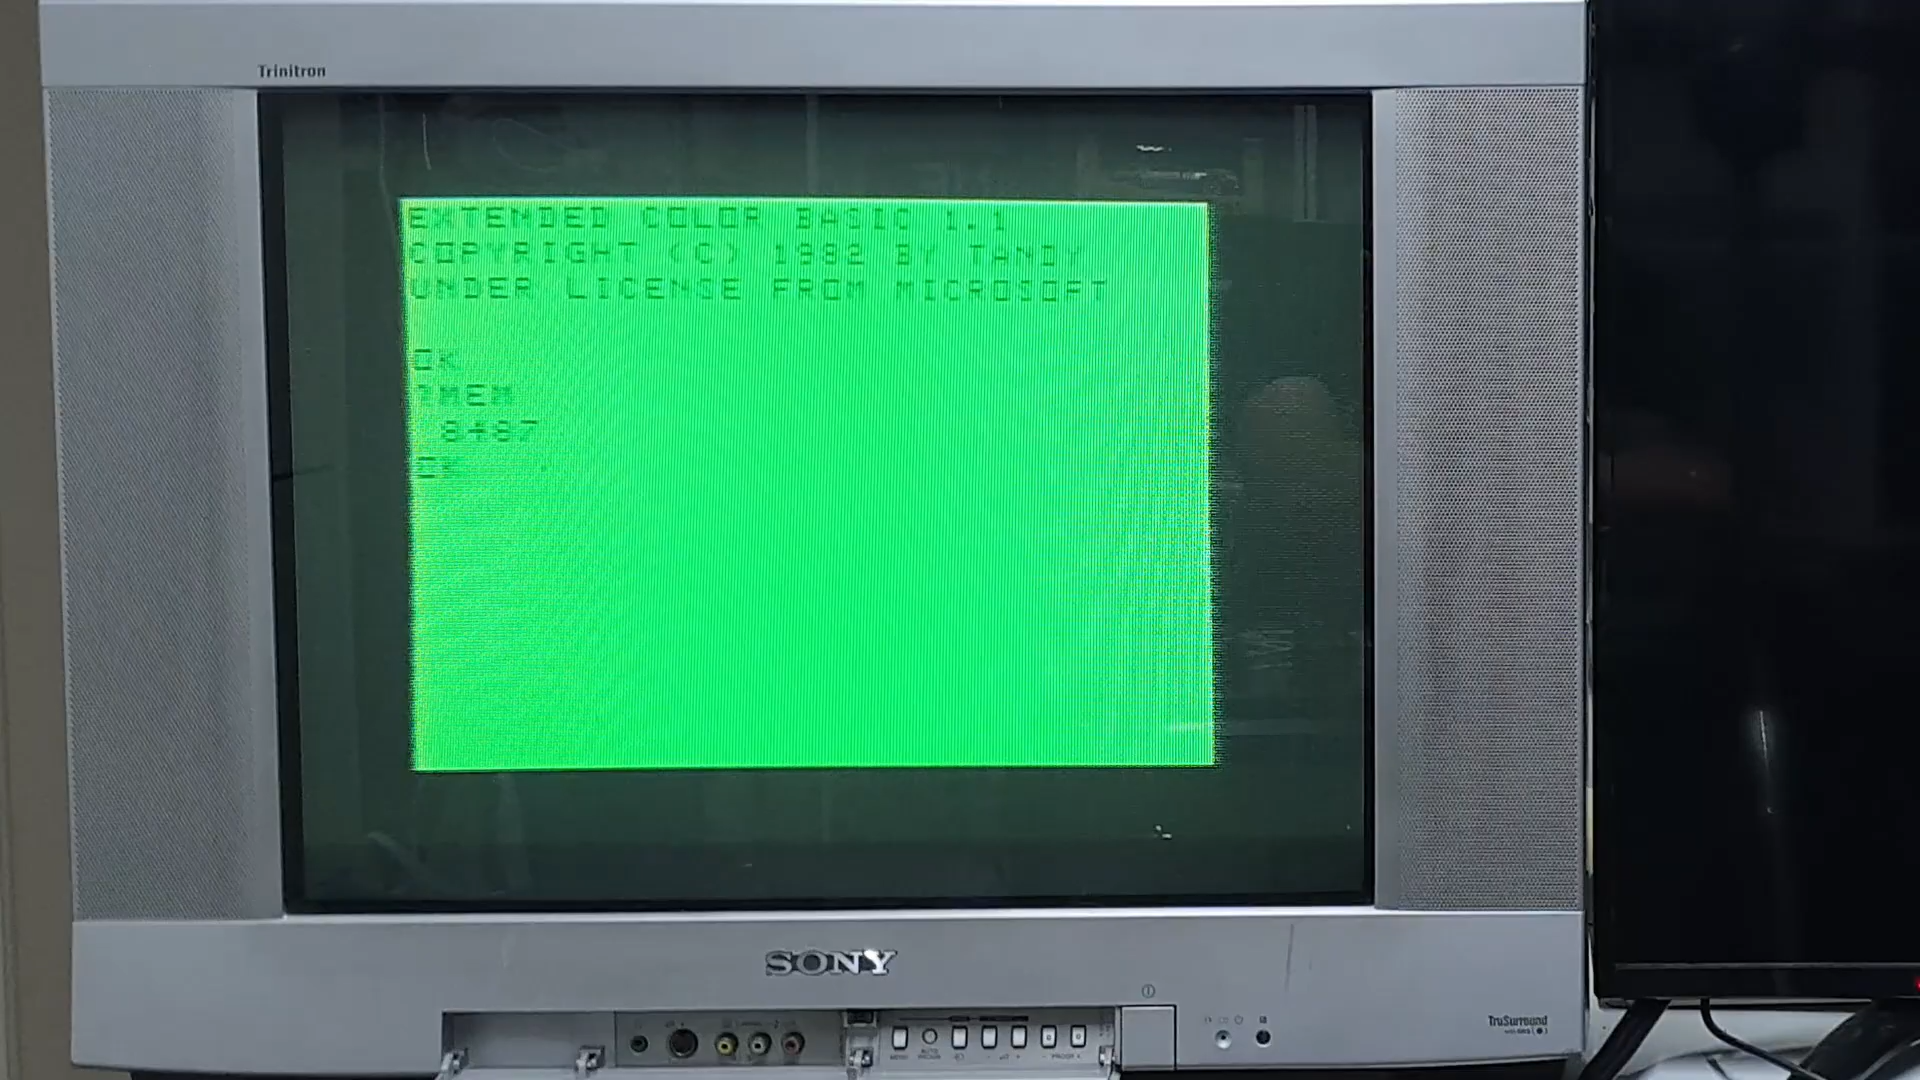 Trinitron
EXTENDED COLOR BASIC 1.1
COPYRIGHT (C) 1982 BY TANDY
UNDER LICENSE FROM MICROSOFT
OK
?MEM
8487
OK
SONY
TruSurround